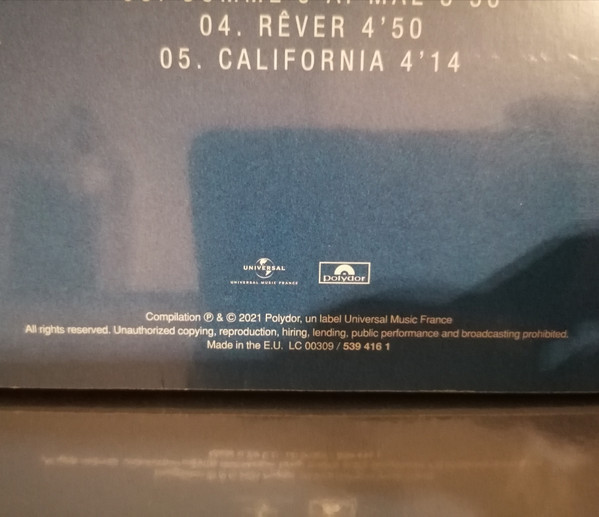 04. RÊVER 4'50
05. CALIFORNIA 4'14
UNIVERSAL
UNIVERSAL MUSIC FRANCE
polydor
Compilation ℗ & © 2021 Polydor, un label Universal Music France
All rights reserved. Unauthorized copying, reproduction, hiring, lending, public performance and broadcasting prohibited.
Made in the E.U. LC 00309 / 539 416 1